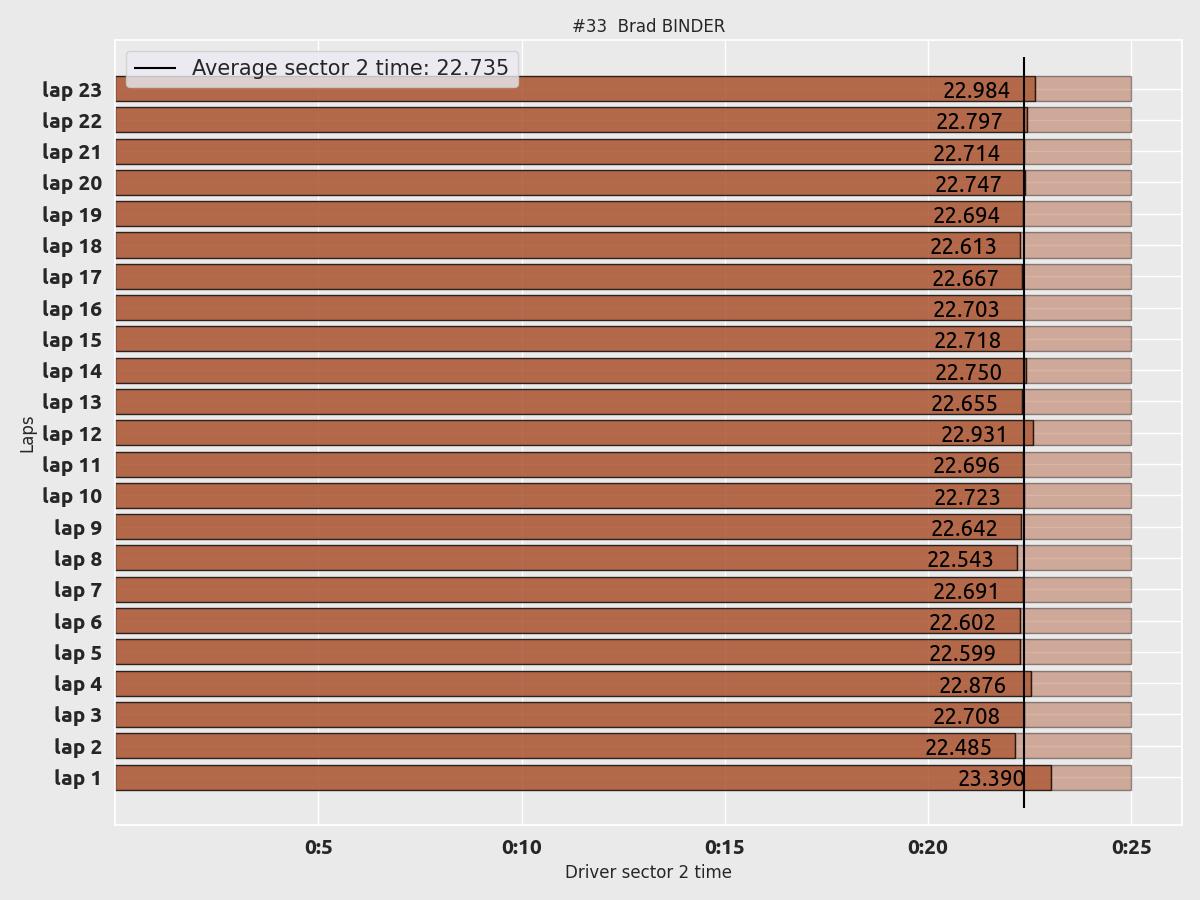 #33  Brad BINDER
Average sector 2 time: 22.735
lap 23 22.984
lap 22 22.797
lap 21 22.714
lap 20 22.747
lap 19 22.694
lap 18 22.613
lap 17 22.667
lap 16 22.703
lap 15 22.718
lap 14 22.750
lap 13 22.655
lap 12 22.931
lap 11 22.696
lap 10 22.723
lap 9 22.642
lap 8 22.543
lap 7 22.691
lap 6 22.602
lap 5 22.599
lap 4 22.876
lap 3 22.708
lap 2 22.485
lap 1 23.390
Laps
0:5 0:10 0:15 0:20 0:25
Driver sector 2 time